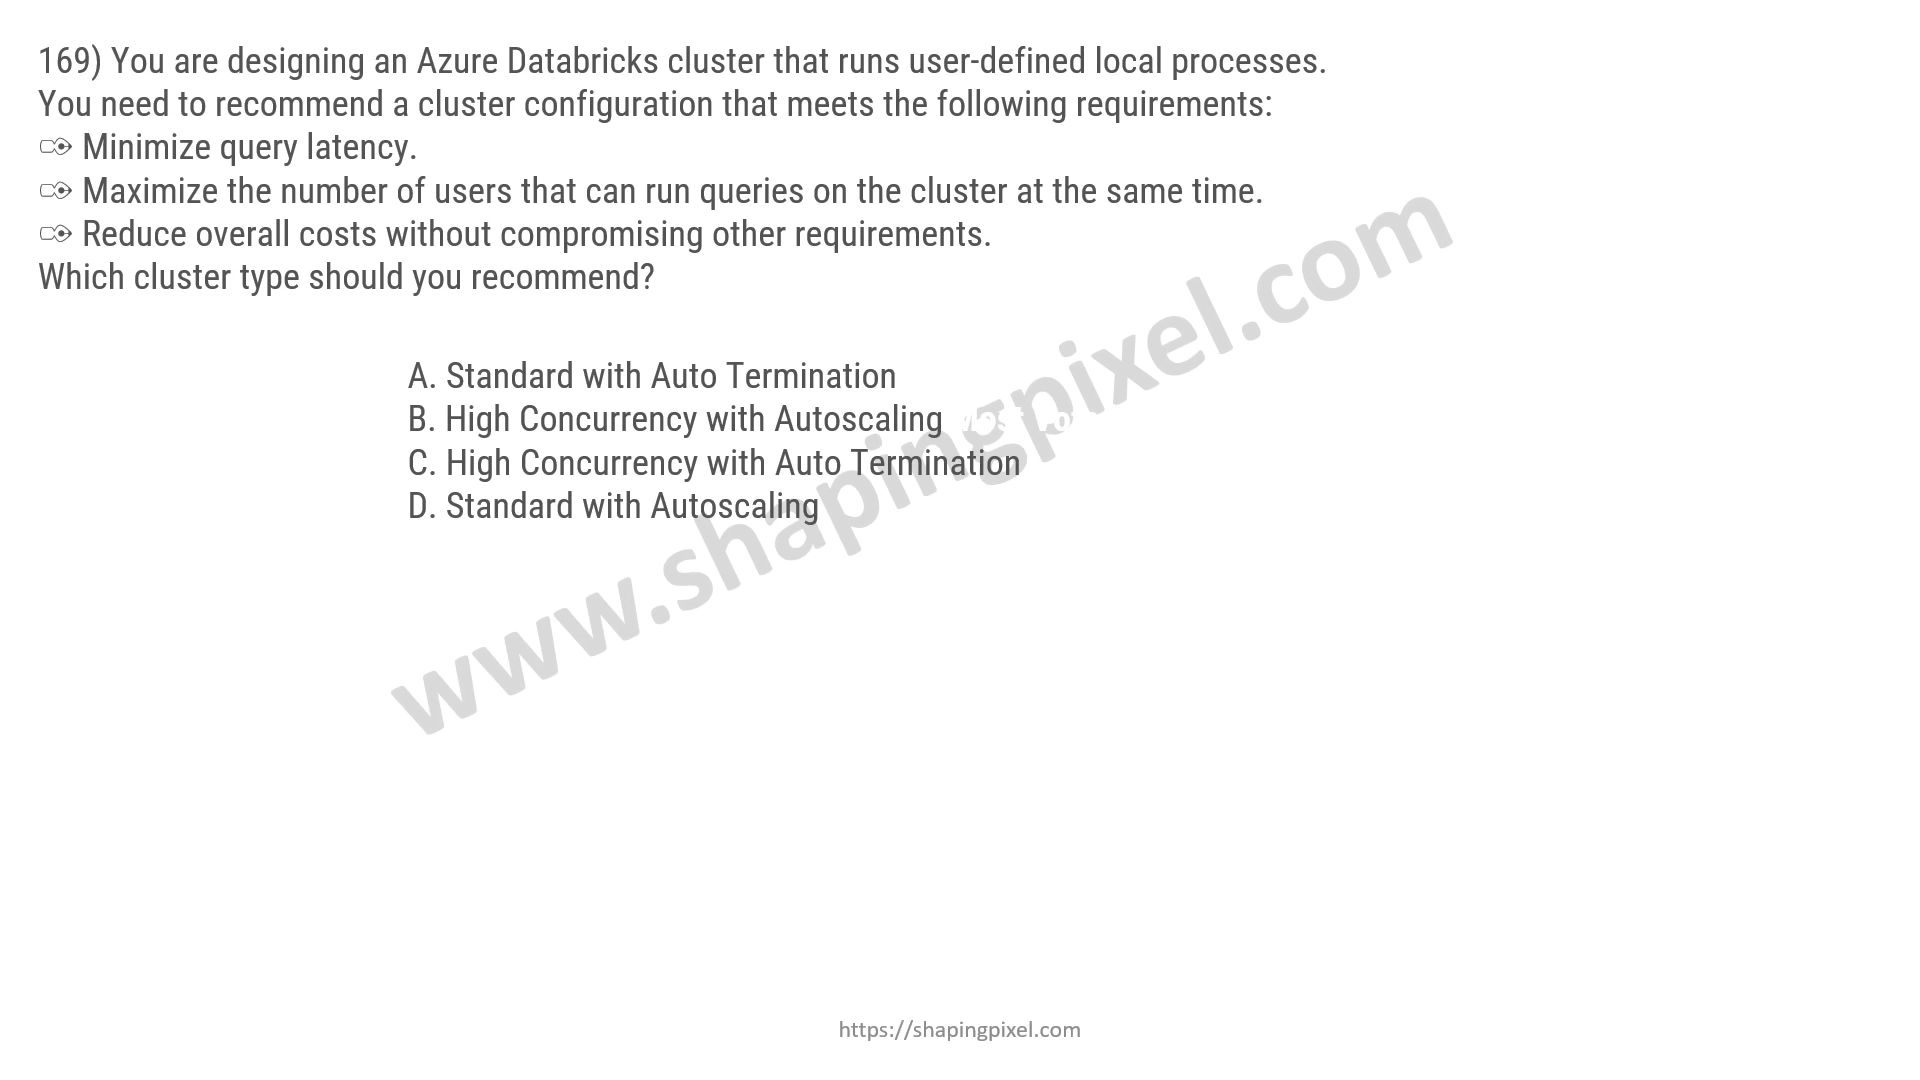 169) You are designing an Azure Databricks cluster that runs user-defined local processes.
You need to recommend a cluster configuration that meets the following requirements:
Minimize query latency.
Maximize the number of users that can run queries on the cluster at the same time.
Reduce overall costs without compromising other requirements.
Which cluster type should you recommend?
A. Standard with Auto Termination
B. High Concurrency with Autoscaling
C. High Concurrency with Auto Termination
D. Standard with Autoscaling
www.shapingpixel.com
https://shapingpixel.com